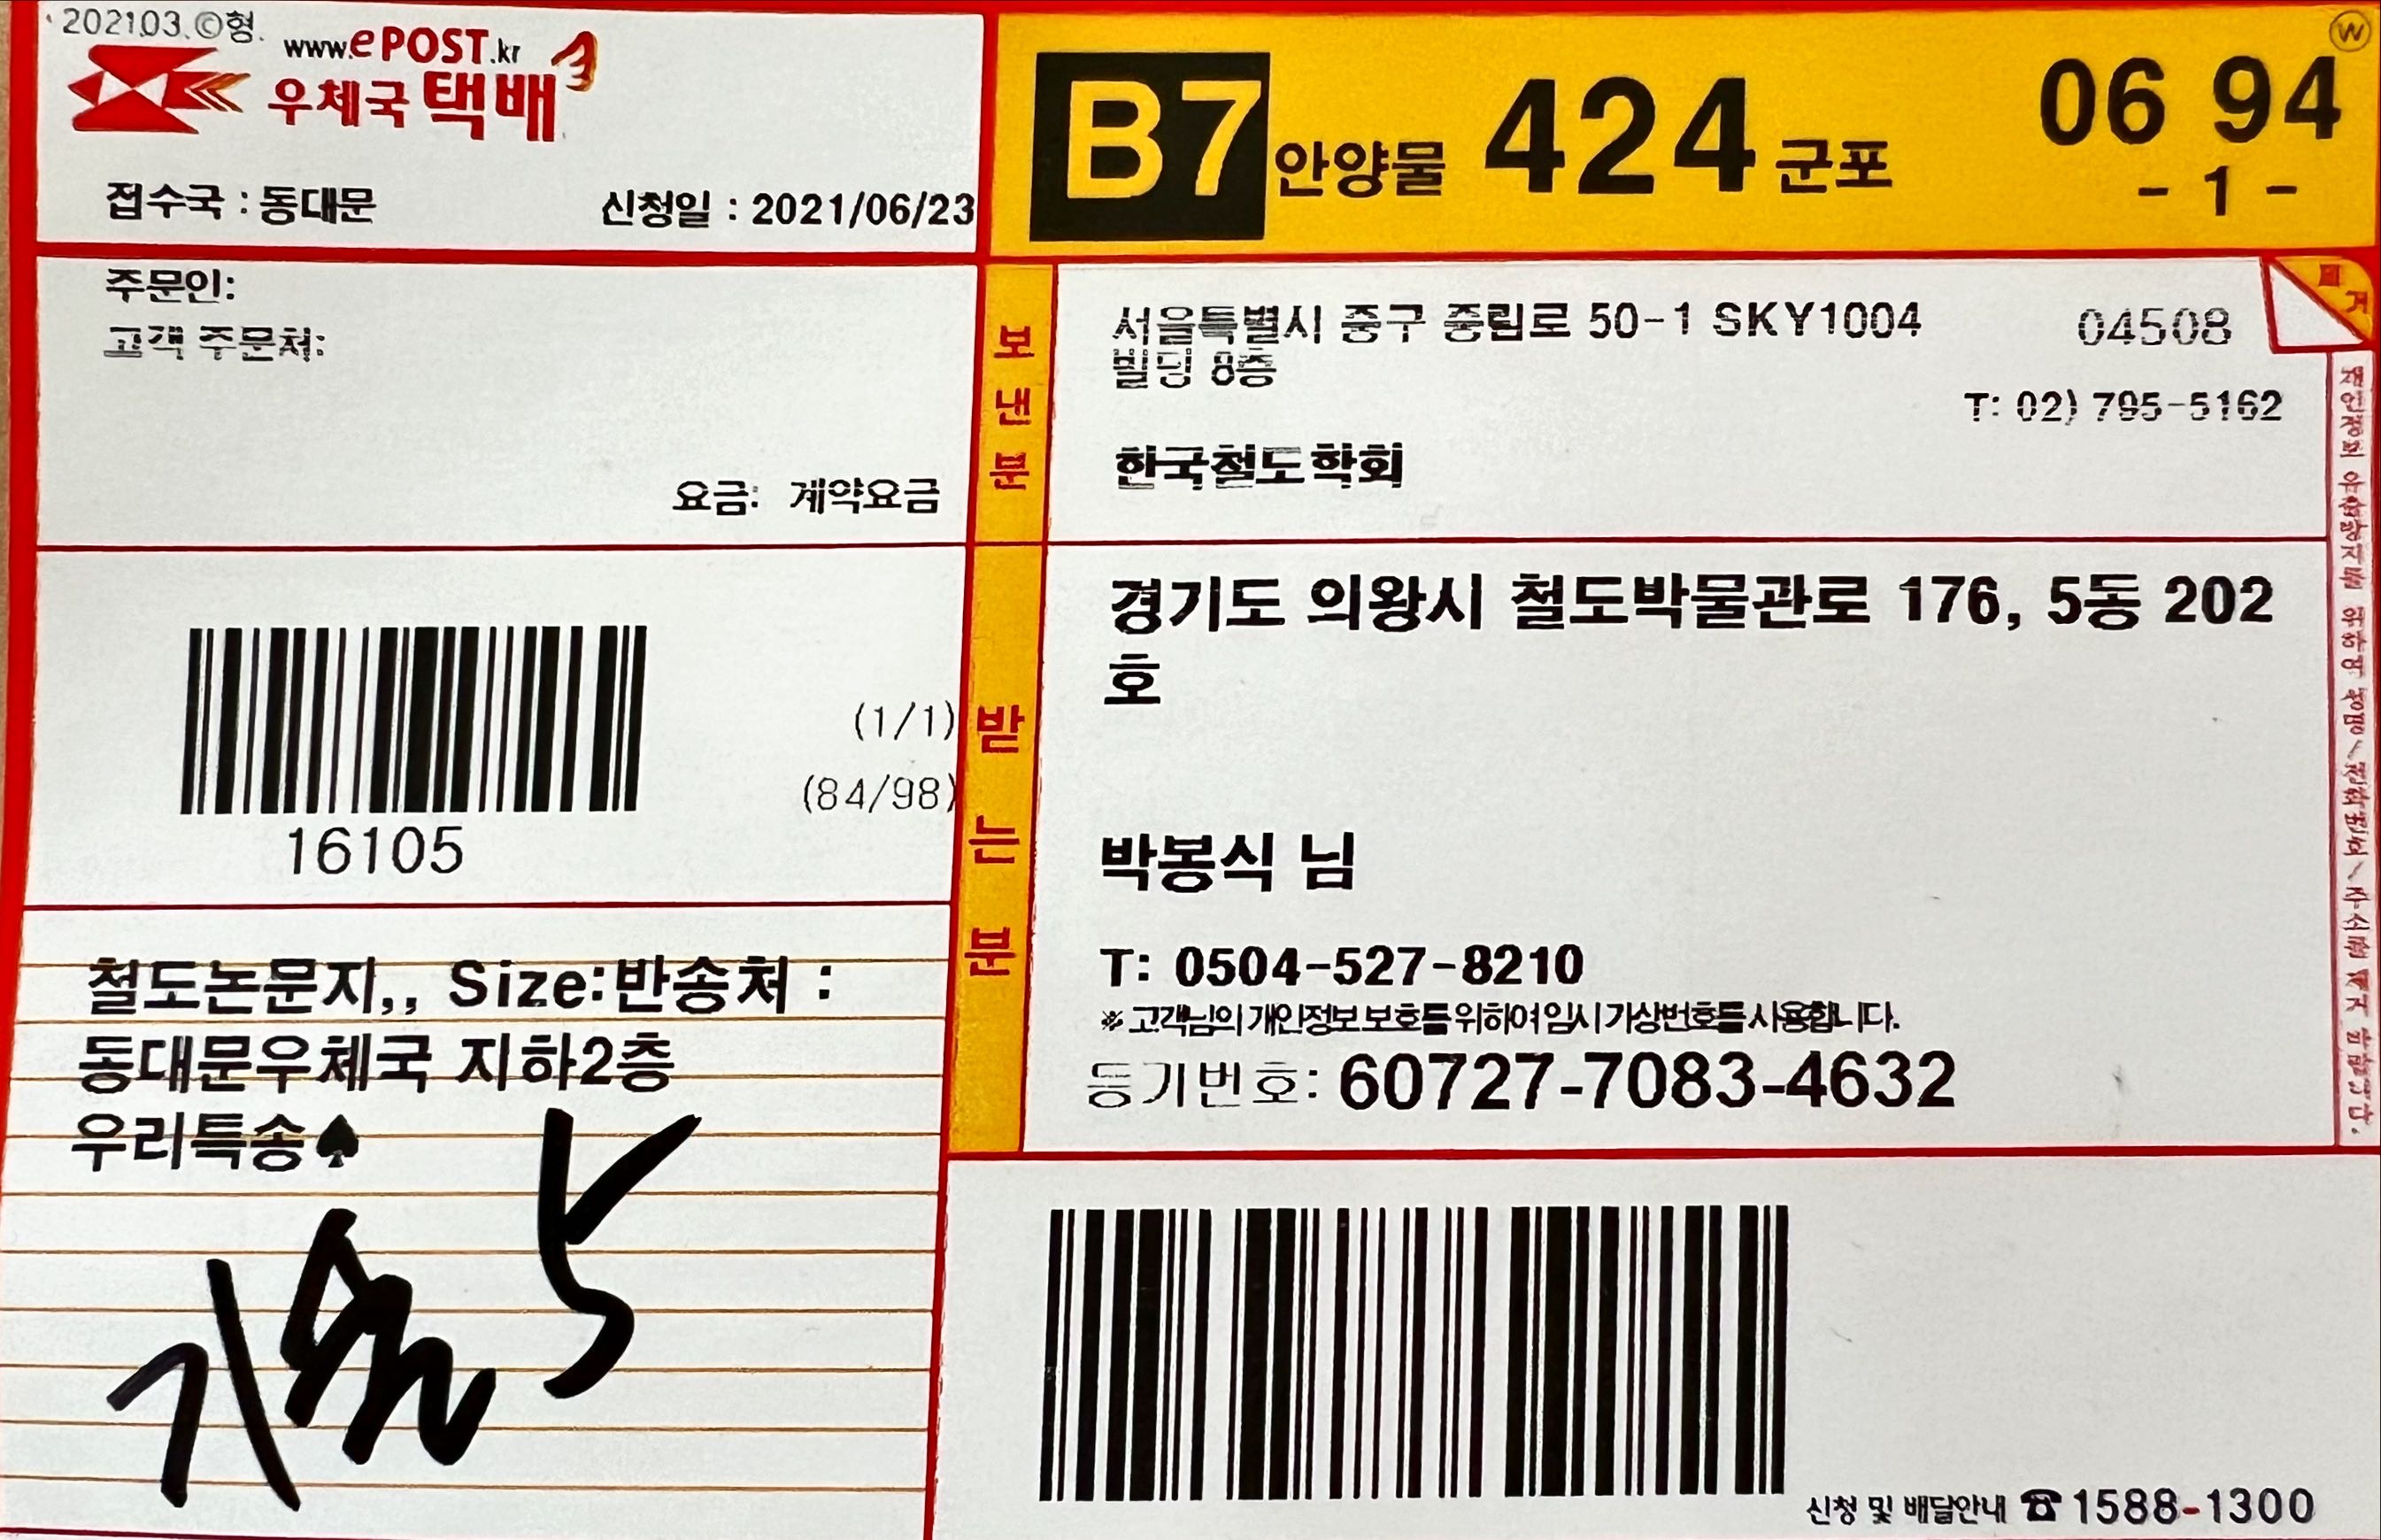 202103.©형.
www.ePOST.kr
우체국 택배
접수국 : 동대문 신청일 : 2021/06/23
B7 안양물 424 군포 06 94
- 1 -
W
주문인:
고객 주문처:
요금: 계약요금
보낸분
서울특별시 중구 중림로 50-1 SKY1004 04508
빌딩 8층
T: 02) 795-5162
한국철도학회
제거
개인정보 유출방지를 위하여 성명/전화번호/주소를 제거 바랍니다.
16105
(1/1)
(84/98)
받는분
경기도 의왕시 철도박물관로 176, 5동 202
호
박봉식 님
T: 0504-527-8210
※고객님의 개인정보 보호를 위하여 임시 가상번호를 사용합니다.
등기번호: 60727-7083-4632
철도논문지,, Size:반송처 :
동대문우체국 지하2층
우리특송♠
5
신청 및 배달안내 ☎1588-1300